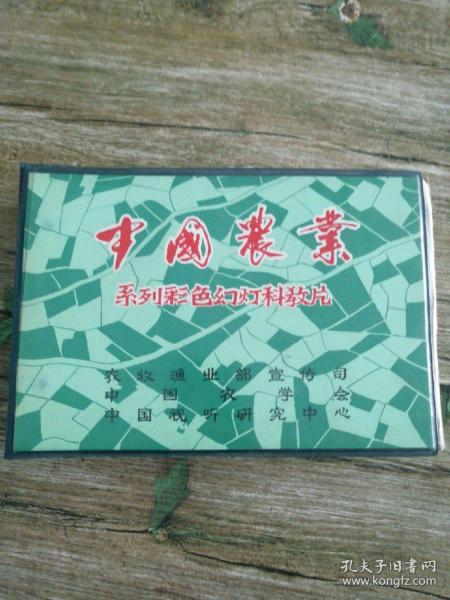 中國農業
系列彩色幻灯科教片
农牧渔业部宣传司
中国农学会
中国视听研究中心
孔夫子旧书网
www.kongfz.com